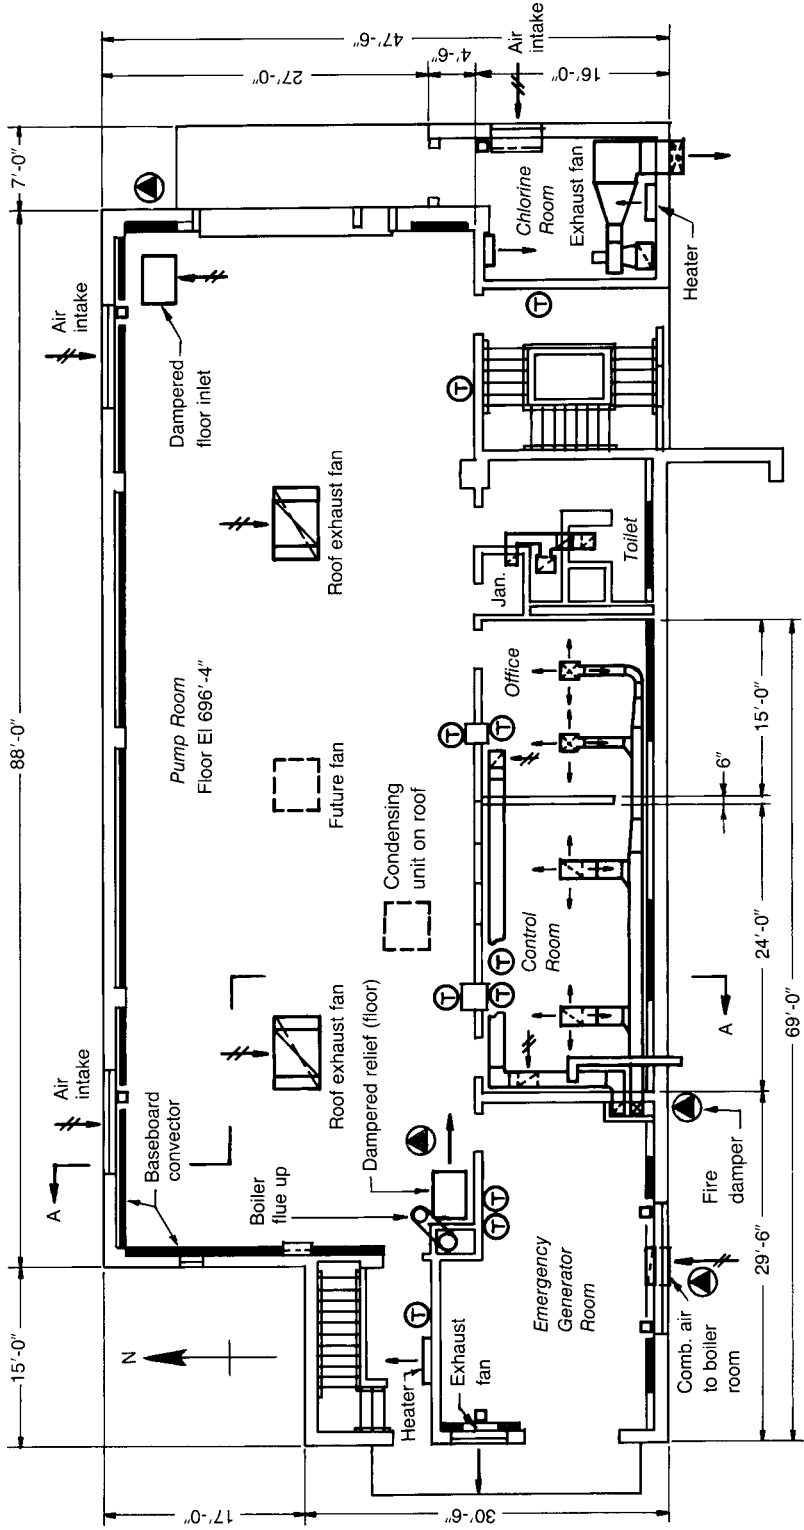 88'-0"
7'-0"
15'-0"
47'-6"
27'-0"
4'-6"
16'-0"
17'-0"
30'-6"
Air
intake
Air
intake
Air
intake
A
Baseboard
convector
N
Pump Room
Floor El 696'-4"
Dampered
floor inlet
Roof exhaust fan
Roof exhaust fan
Future fan
Condensing
unit on roof
Boiler
flue up
Dampered relief (floor)
Heater
Exhaust
fan
Emergency
Generator
Room
Control
Room
Office
Jan.
Toilet
Chlorine
Room
Exhaust fan
Heater
T
T
T
T
T
T
T
T
T
T
A
Comb. air
to boiler
room
Fire
damper
29'-6"
24'-0"
6"
15'-0"
69'-0"